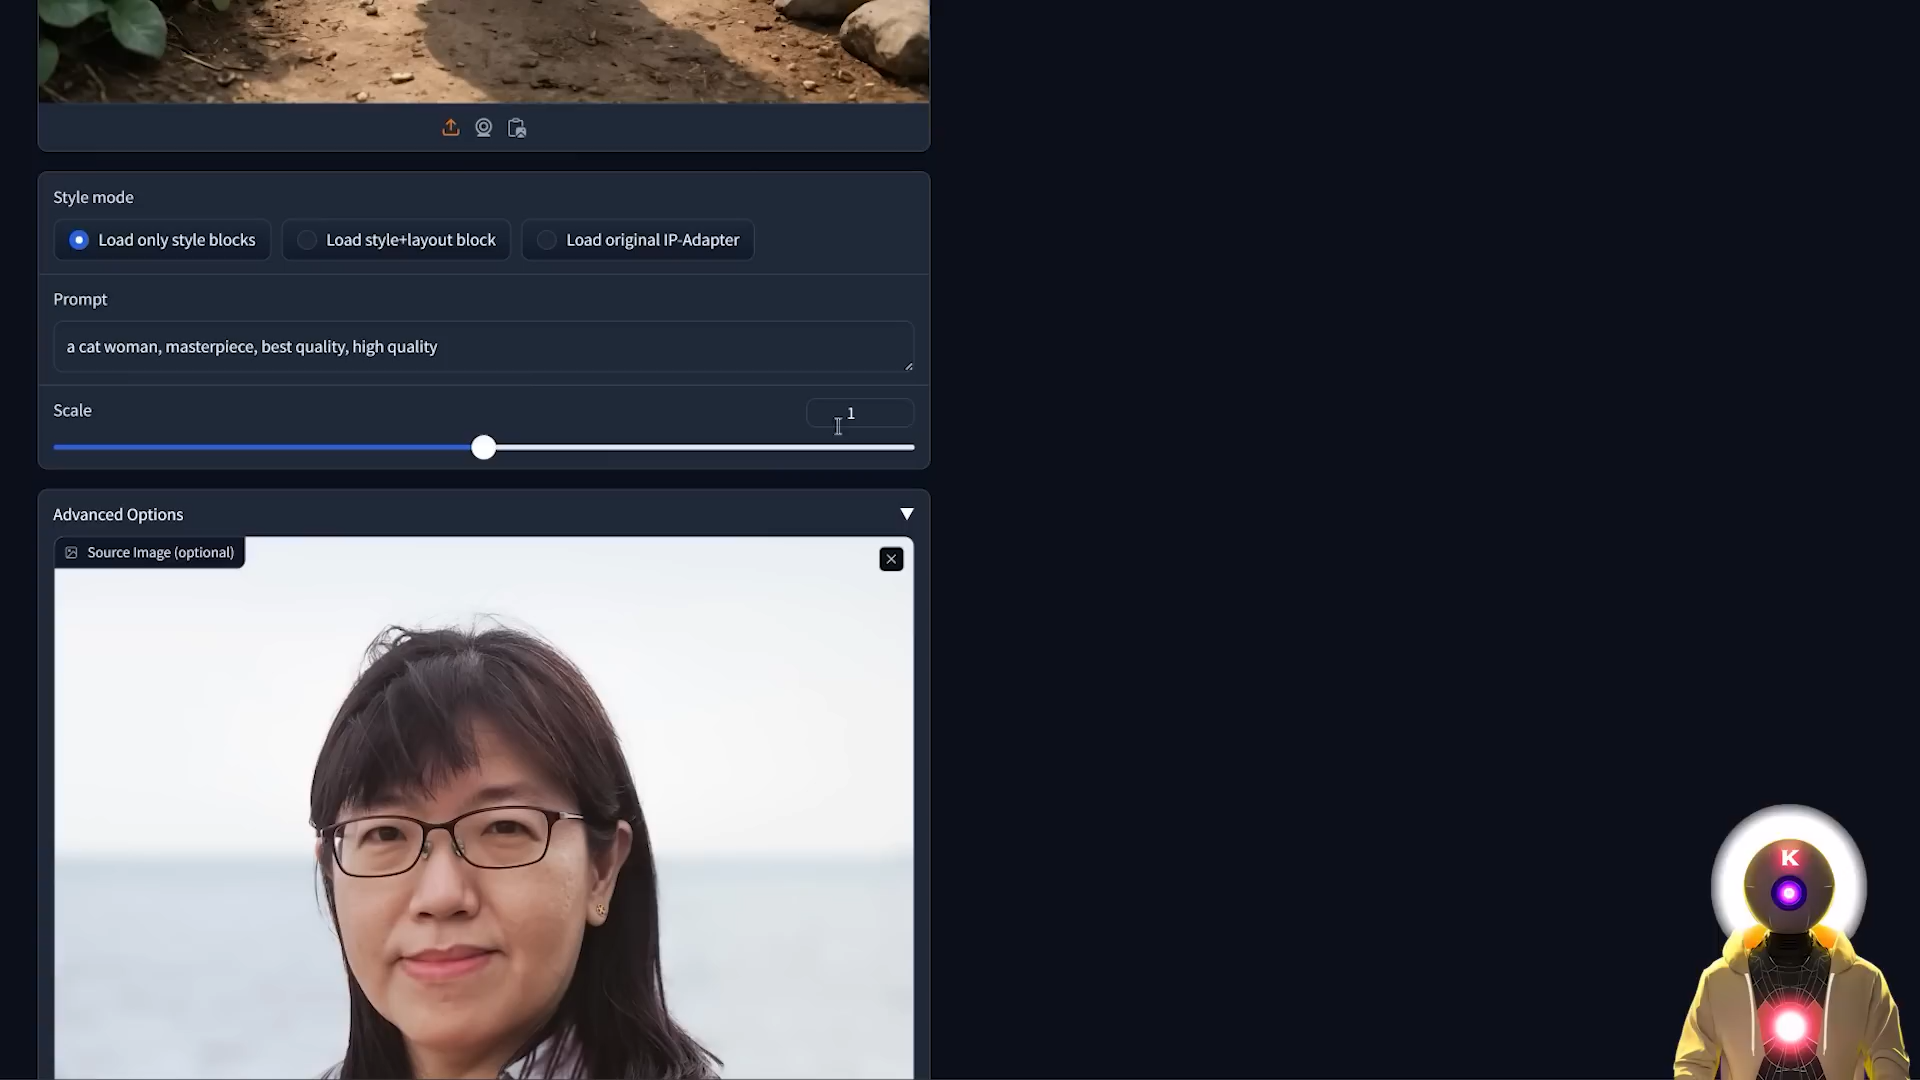 Style mode
Load only style blocks
Load style+layout block
Load original IP-Adapter
Prompt
a cat woman, masterpiece, best quality, high quality
Scale
1
Advanced Options
Source Image (optional)
K